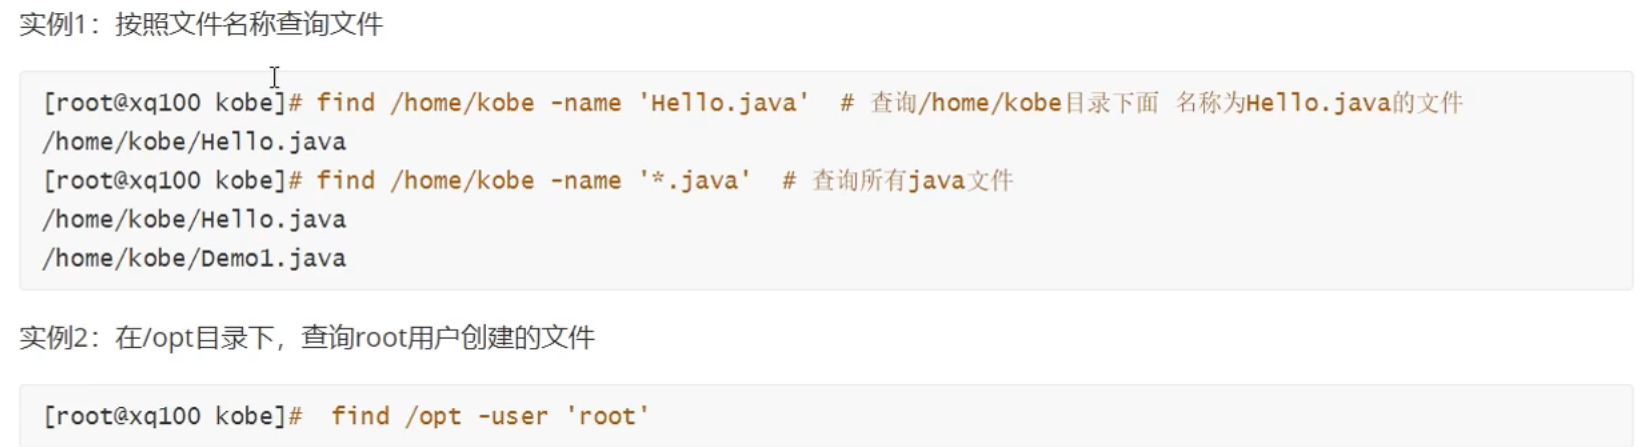 实例1：按照文件名称查询文件
[root@xq100 kobe]# find /home/kobe -name 'Hello.java'  # 查询/home/kobe目录下面 名称为Hello.java的文件
/home/kobe/Hello.java
[root@xq100 kobe]# find /home/kobe -name '*.java'  # 查询所有java文件
/home/kobe/Hello.java
/home/kobe/Demo1.java
实例2：在/opt目录下，查询root用户创建的文件
[root@xq100 kobe]#  find /opt -user 'root'